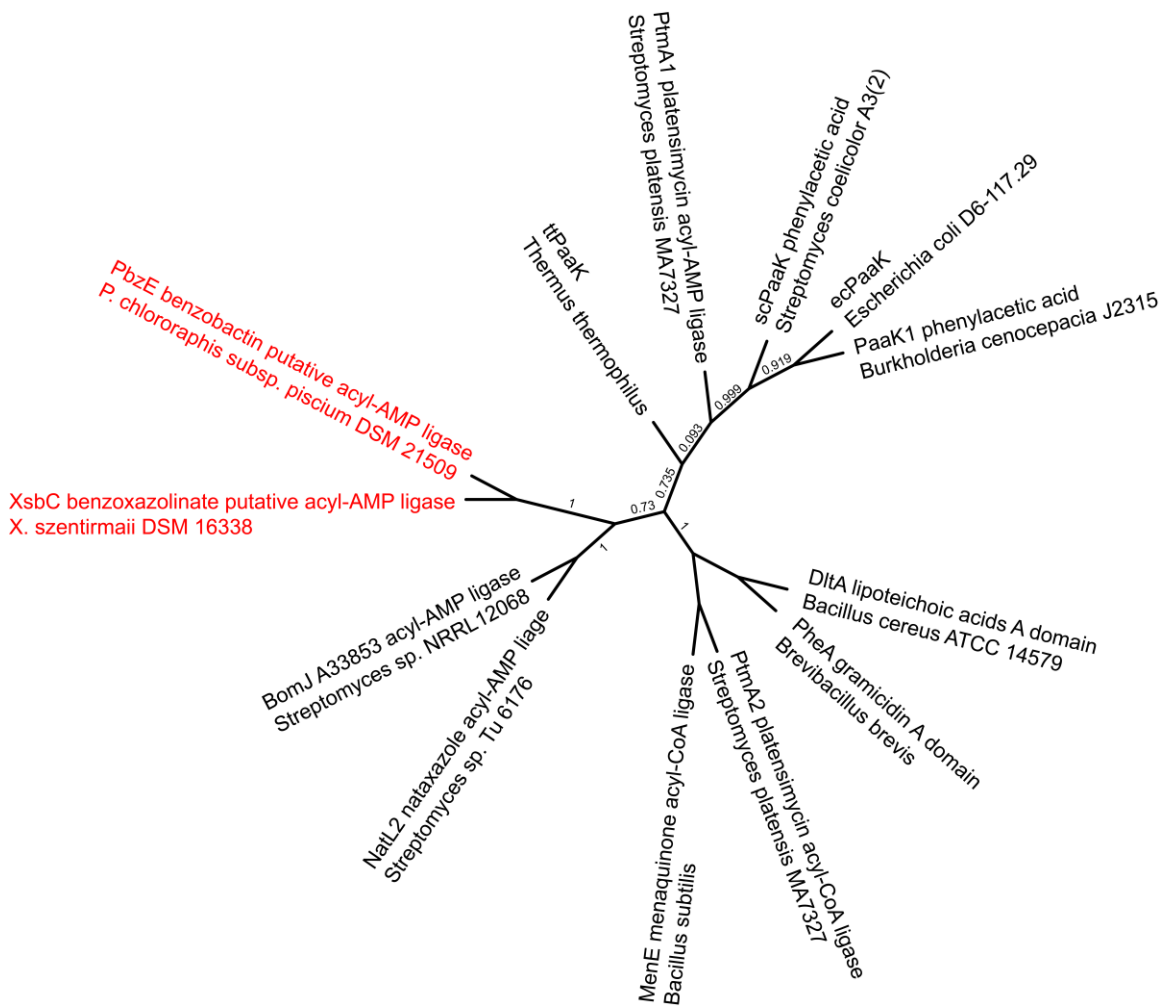 PtmA1 platensimycin acyl-AMP ligase
Streptomyces platensis MA7327
scPaaK phenylacetic acid
Streptomyces coelicolor A3(2)
ecPaaK
Escherichia coli D6-117.29
PaaK1 phenylacetic acid
Burkholderia cenocepacia J2315
ttPaaK
Thermus thermophilus
PbzE benzobactin putative acyl-AMP ligase
P. chlororaphis subsp. piscium DSM 21509
XsbC benzoxazolinate putative acyl-AMP ligase
X. szentirmaii DSM 16338
0.919
0.999
0.093
0.735
0.73
1
1
1
BomJ A33853 acyl-AMP ligase
Streptomyces sp. NRRL12068
NatL2 nataxazole acyl-AMP liage
Streptomyces sp. Tu 6176
MenE menaquinone acyl-CoA ligase
Bacillus subtilis
PtmA2 platensimycin acyl-CoA ligase
Streptomyces platensis MA7327
PheA gramicidin A domain
Brevibacillus brevis
DltA lipoteichoic acids A domain
Bacillus cereus ATCC 14579